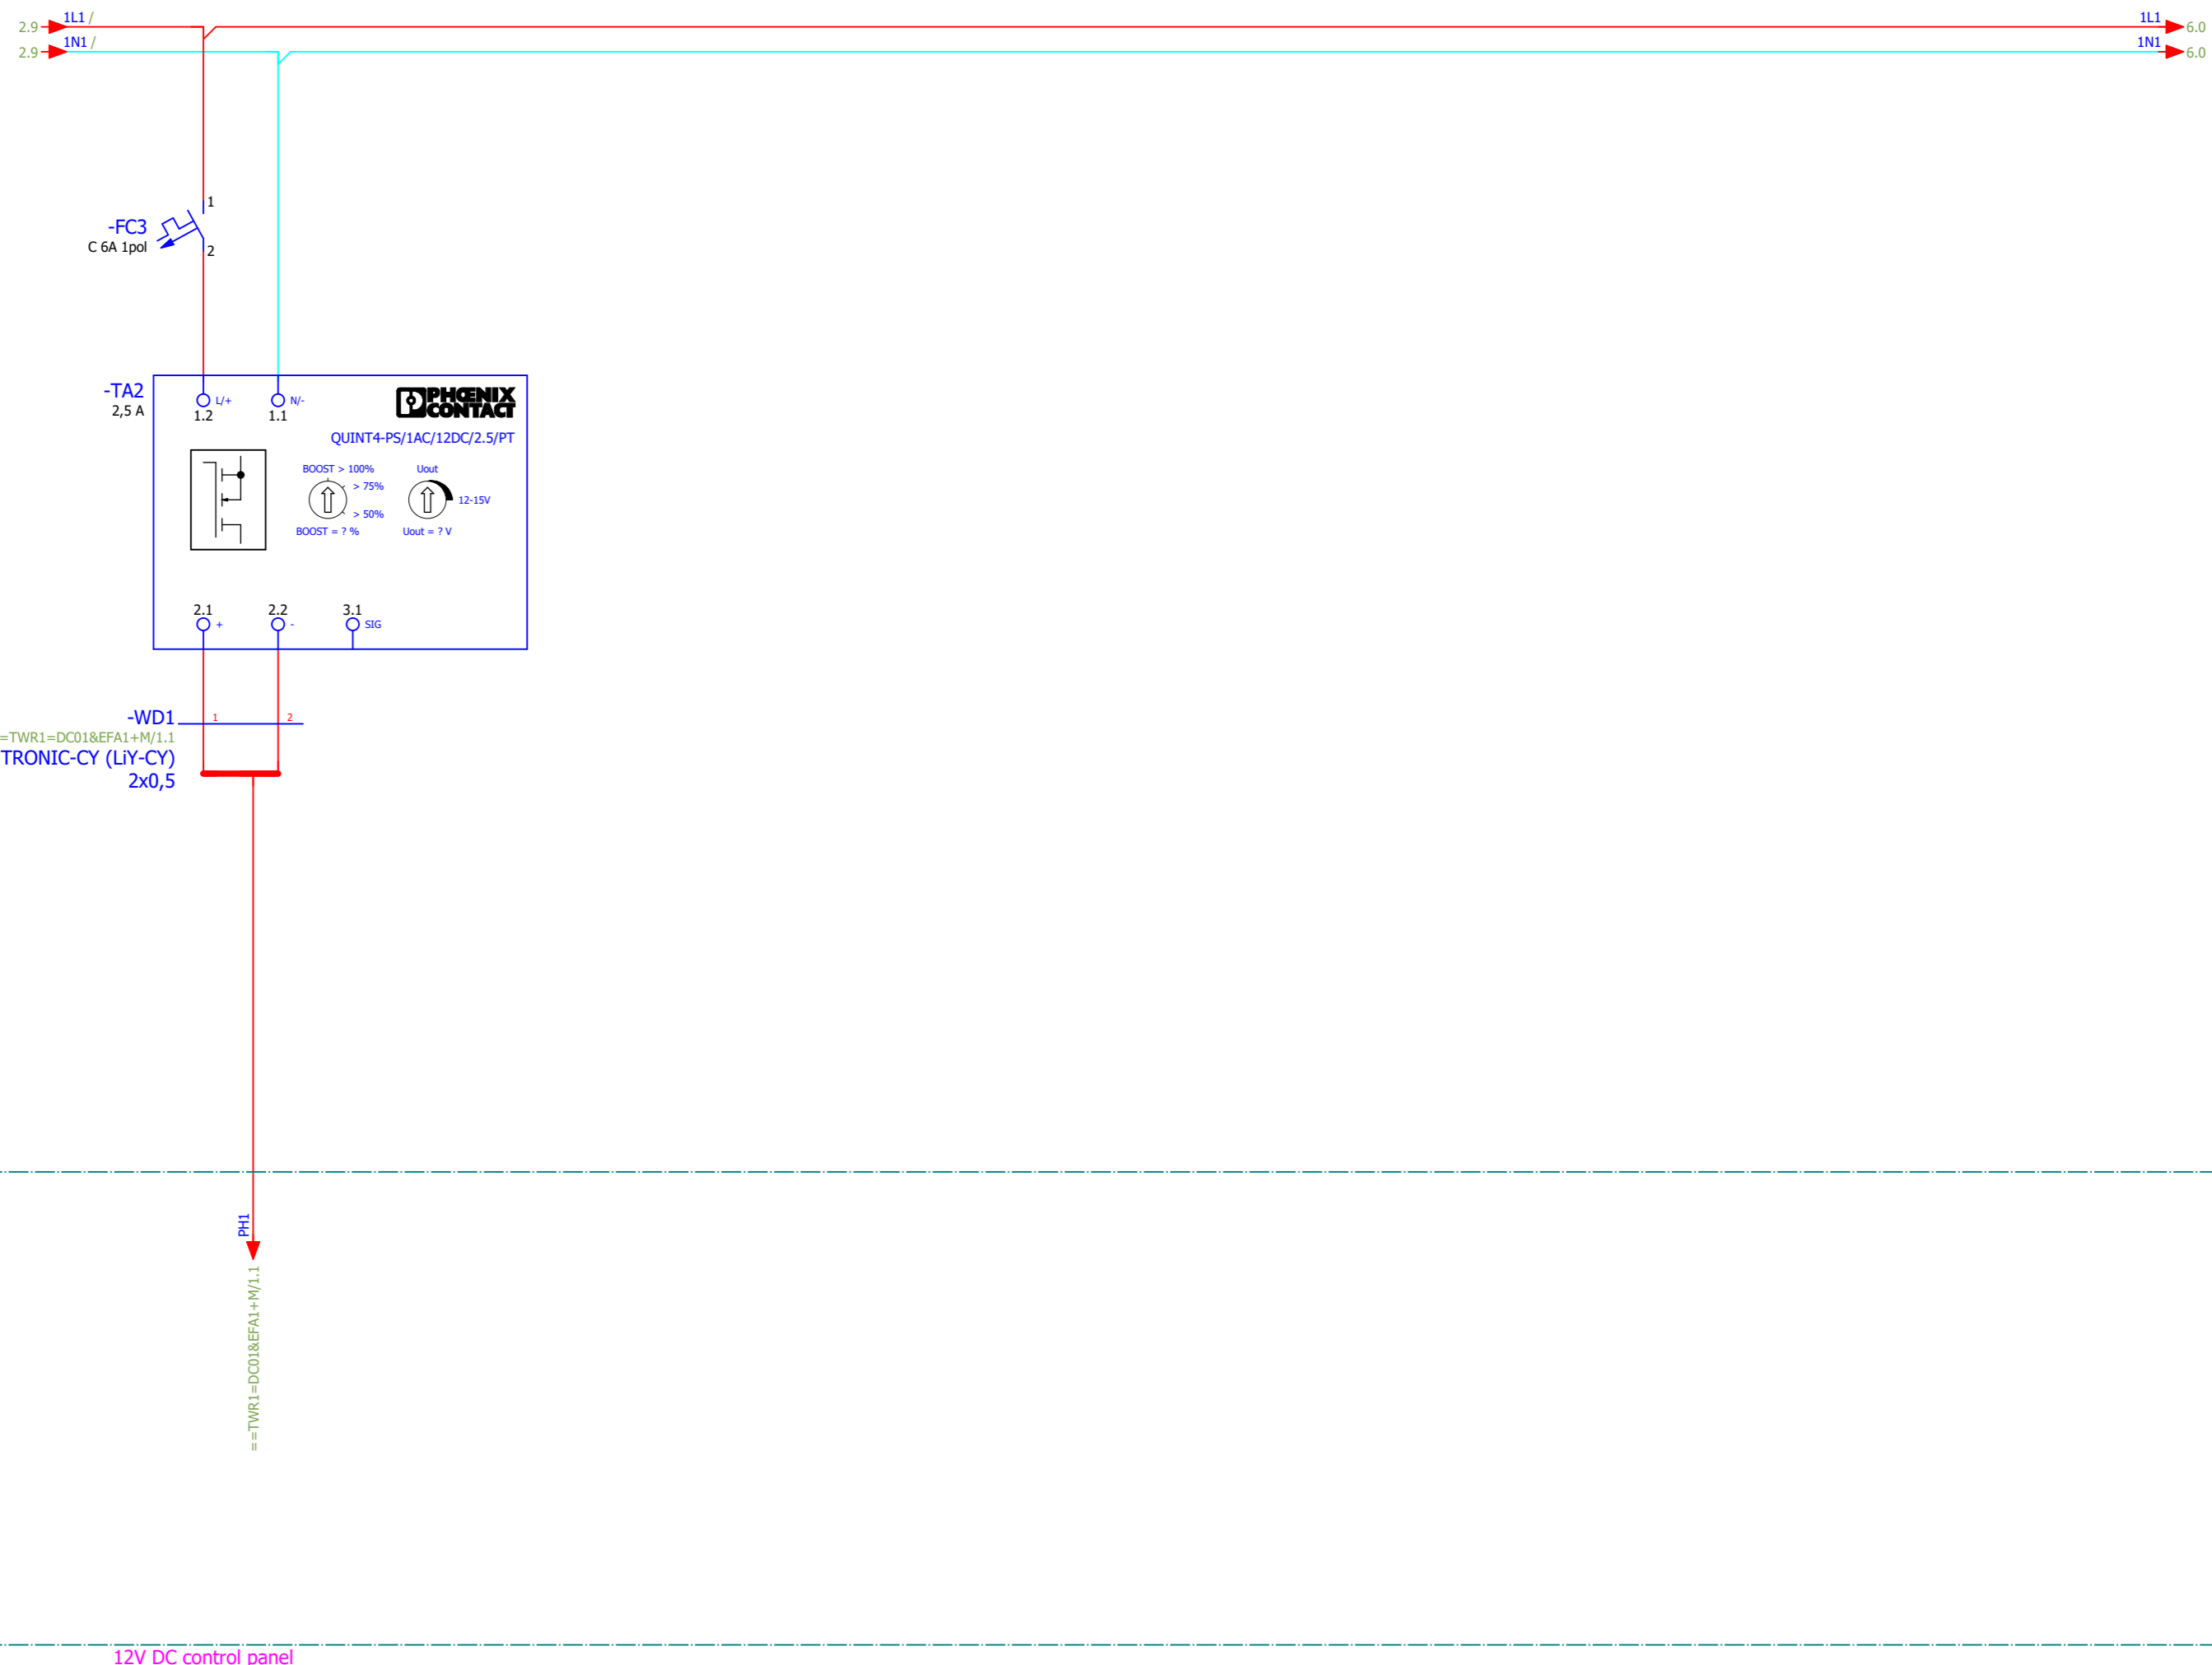 2.9 1L1 / 1L1 6.0
2.9 1N1 / 1N1 6.0
1
-FC3
C 6A 1pol
2
-TA2
2,5 A
L/+ N/-
1.2 1.1
PHŒNIX
CONTACT
QUINT4-PS/1AC/12DC/2.5/PT
BOOST > 100% Uout
> 75%
12-15V
> 50%
BOOST = ? % Uout = ? V
2.1 2.2 3.1
+ - SIG
-WD1 1 2
=TWR1=DC01&EFA1+M/1.1
TRONIC-CY (LiY-CY)
2x0,5
PH1
==TWR1=DC01&EFA1+M/1.1
12V DC control panel